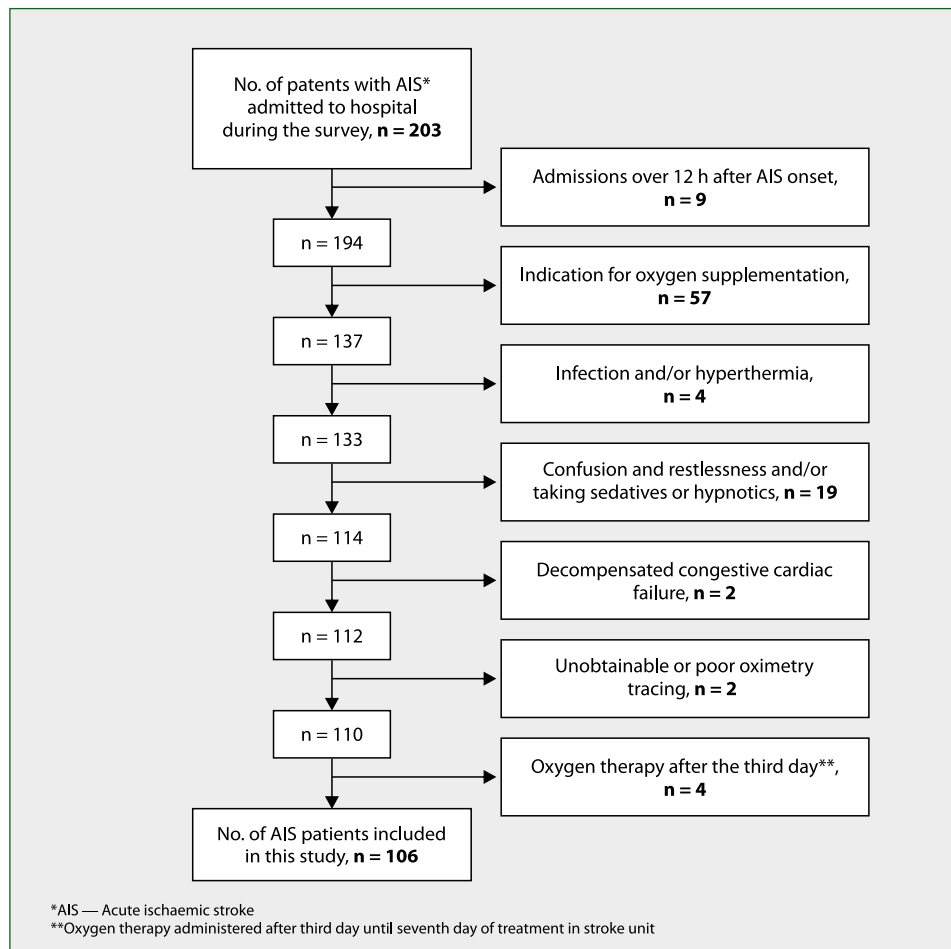 No. of patents with AIS*
admitted to hospital
during the survey, n = 203
Admissions over 12 h after AIS onset,
n = 9
n = 194
Indication for oxygen supplementation,
n = 57
n = 137
Infection and/or hyperthermia,
n = 4
n = 133
Confusion and restlessness and/or
taking sedatives or hypnotics, n = 19
n = 114
Decompensated congestive cardiac
failure, n = 2
n = 112
Unobtainable or poor oximetry
tracing, n = 2
n = 110
Oxygen therapy after the third day**,
n = 4
No. of AIS patients included
in this study, n = 106
*AIS — Acute ischaemic stroke
**Oxygen therapy administered after third day until seventh day of treatment in stroke unit